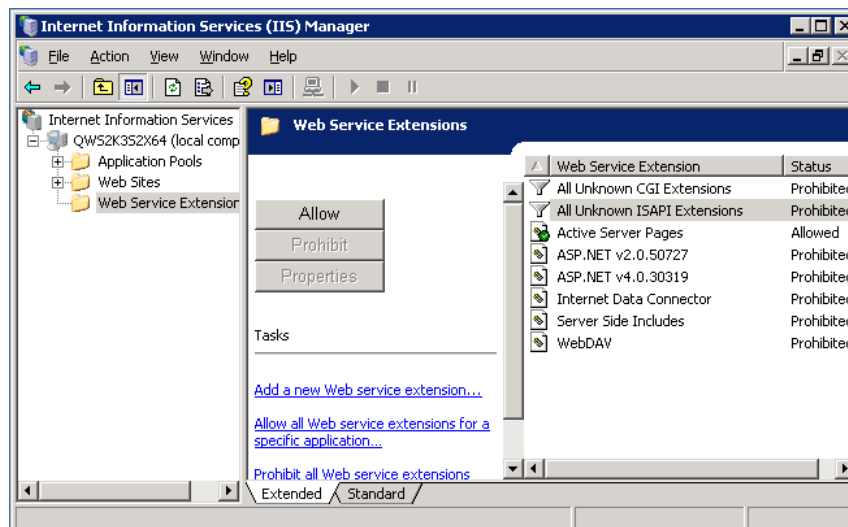 Internet Information Services (IIS) Manager
File Action View Window Help
Internet Information Services
QWS2K3S2X64 (local comp
Application Pools
Web Sites
Web Service Extension
Web Service Extensions
Allow
Prohibit
Properties
Tasks
Add a new Web service extension...
Allow all Web service extensions for a
specific application...
Prohibit all Web service extensions
Web Service Extension Status
All Unknown CGI Extensions Prohibited
All Unknown ISAPI Extensions Prohibited
Active Server Pages Allowed
ASP.NET v2.0.50727 Prohibited
ASP.NET v4.0.30319 Prohibited
Internet Data Connector Prohibited
Server Side Includes Prohibited
WebDAV Prohibited
Extended Standard